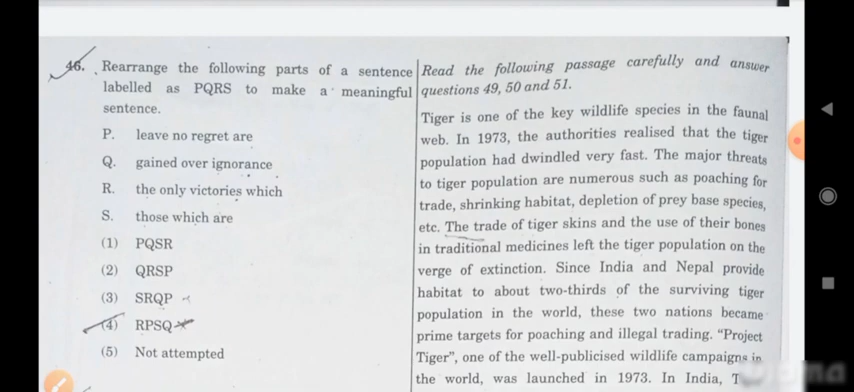 46. Rearrange the following parts of a sentence
labelled as PQRS to make a meaningful
sentence.
P. leave no regret are
Q. gained over ignorance
R. the only victories which
S. those which are
(1) PQSR
(2) QRSP
(3) SRQP
(4) RPSQ
(5) Not attempted
Read the following passage carefully and answer
questions 49, 50 and 51.
Tiger is one of the key wildlife species in the faunal
web. In 1973, the authorities realised that the tiger
population had dwindled very fast. The major threats
to tiger population are numerous such as poaching for
trade, shrinking habitat, depletion of prey base species,
etc. The trade of tiger skins and the use of their bones
in traditional medicines left the tiger population on the
verge of extinction. Since India and Nepal provide
habitat to about two-thirds of the surviving tiger
population in the world, these two nations became
prime targets for poaching and illegal trading. "Project
Tiger", one of the well-publicised wildlife campaigns in
the world, was launched in 1973. In India,